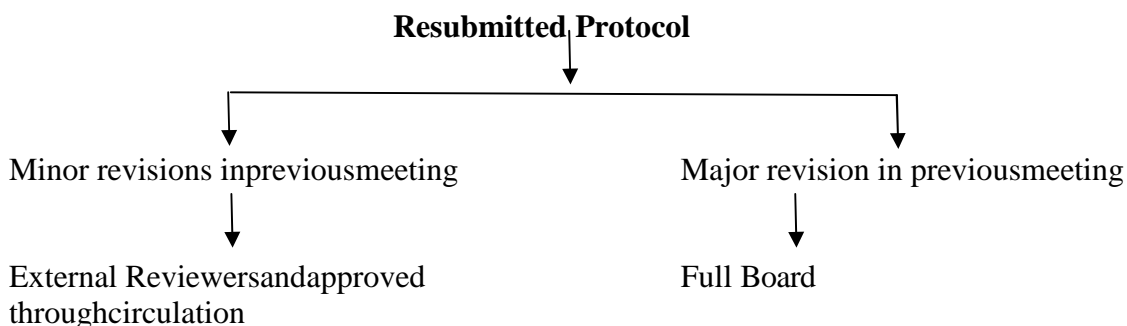 Resubmitted Protocol
Minor revisions inpreviousmeeting
Major revision in previousmeeting
External Reviewersandapproved
throughcirculation
Full Board